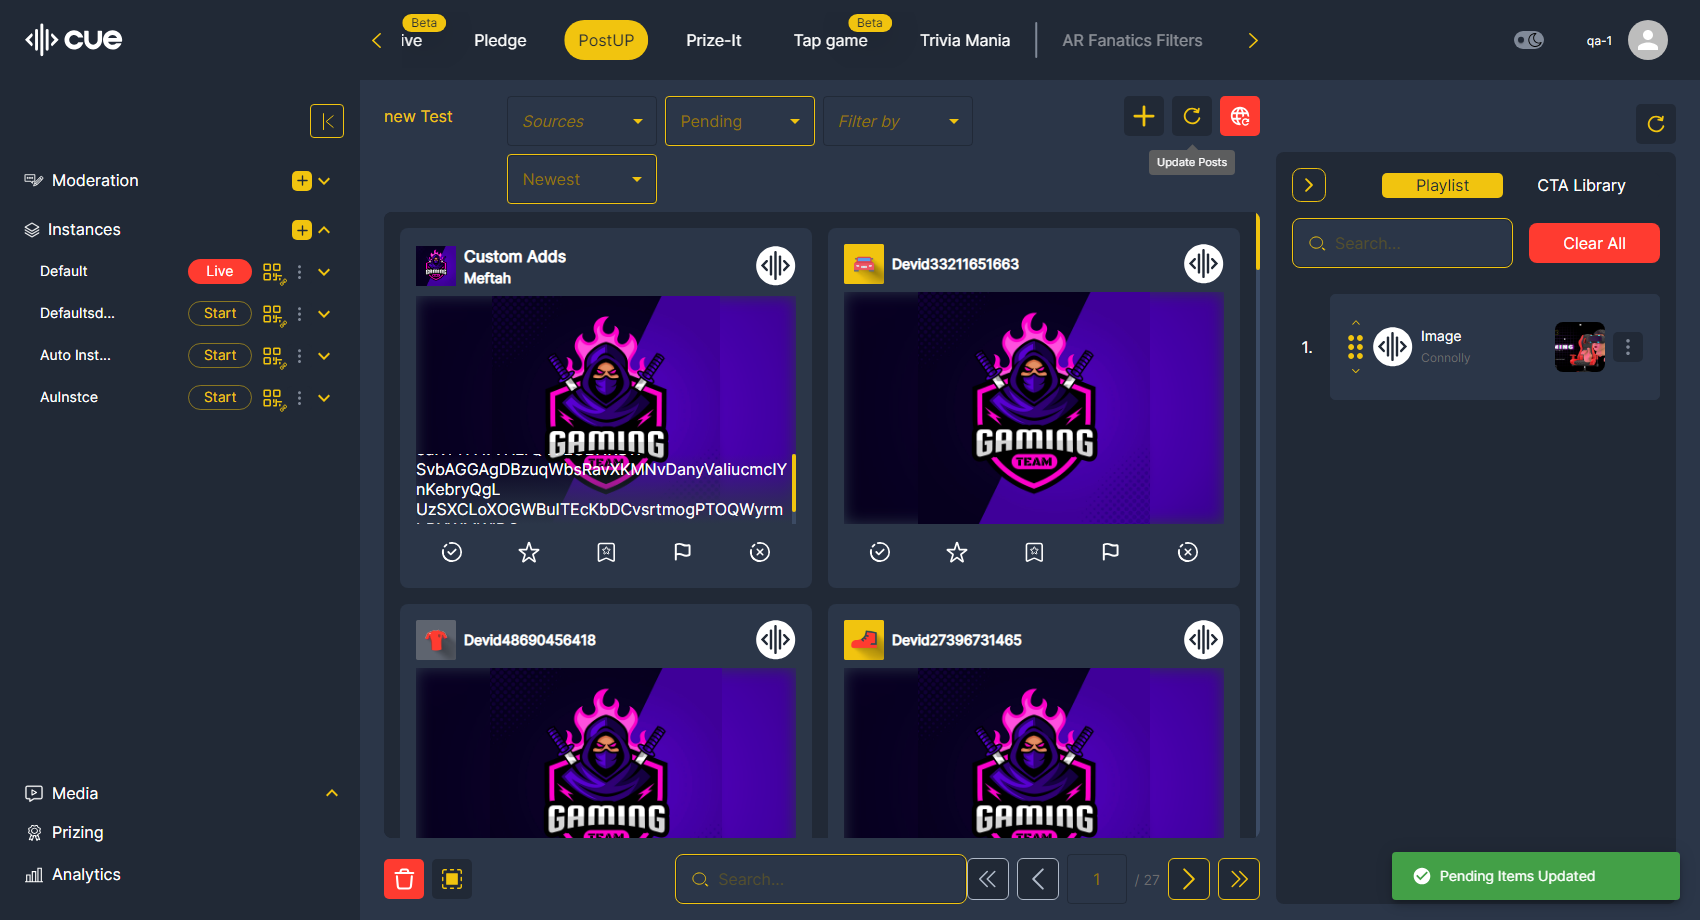 cue
Beta
ive
Pledge
PostUP
Prize-It
Beta
Tap game
Trivia Mania
AR Fanatics Filters
qa-1
new Test
Sources
Pending
Filter by
Newest
Update Posts
Moderation
Instances
Default
Live
Defaultsd...
Start
Auto Inst...
Start
AuInstce
Start
Media
Prizing
Analytics
Custom Adds
Meftah
GAMING
TEAM
SvbAGGAgDBzuqWbsRavXKMNvDanyValiucmclY
nKebryQgL
UzSXCLoXOGWBuITEcKbDCvsrtmogPTOQWyrm
Devid33211651663
GAMING
TEAM
Devid48690456418
GAMING
TEAM
Devid27396731465
GAMING
TEAM
Search...
1
/ 27
Playlist
CTA Library
Search...
Clear All
1.
Image
Connolly
Pending Items Updated